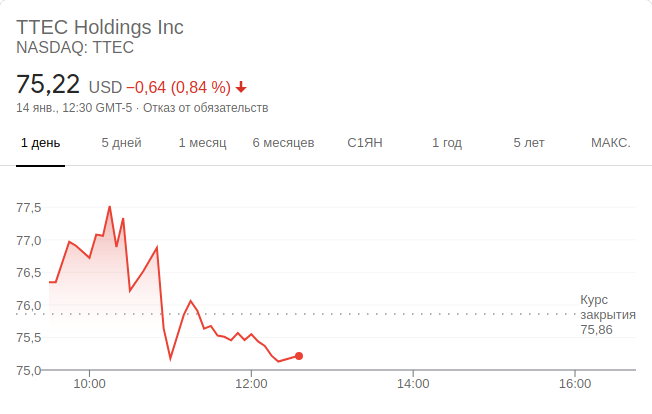 TTEC Holdings Inc
NASDAQ: TTEC
75,22 USD −0,64 (0,84 %)
14 янв., 12:30 GMT-5 · Отказ от обязательств
1 день 5 дней 1 месяц 6 месяцев С1ЯН 1 год 5 лет МАКС.
77,5
77,0
76,5
76,0
75,5
75,0
Курс
закрытия
75,86
10:00 12:00 14:00 16:00